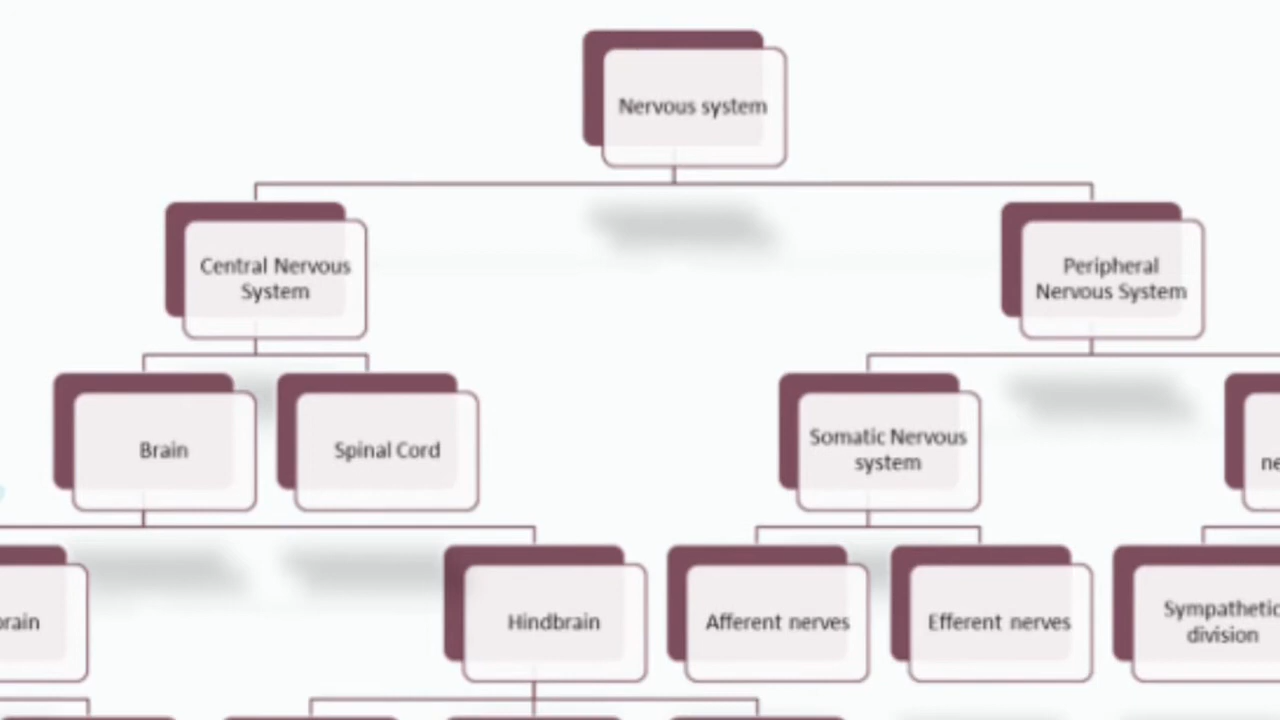 Nervous system
Central Nervous
System
Peripheral
Nervous System
Brain
Spinal Cord
Somatic Nervous
system
Hindbrain
Afferent nerves
Efferent nerves
Sympathetic
division